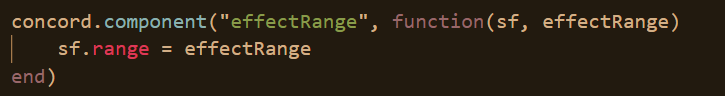 concord.component("effectRange", function(sf, effectRange)
    sf.range = effectRange
end)